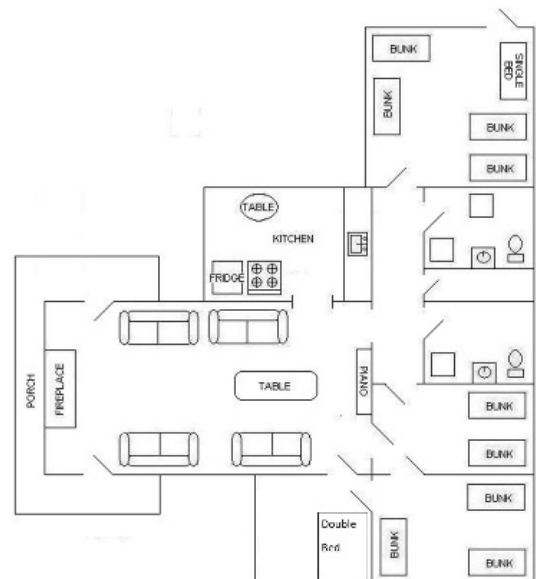 BUNK
SINGLE
BED
BUNK
BUNK
BUNK
TABLE
KITCHEN
FRIDGE
PORCH
FIREPLACE
TABLE
PIANO
BUNK
BUNK
BUNK
Double
Bed
BUNK
BUNK